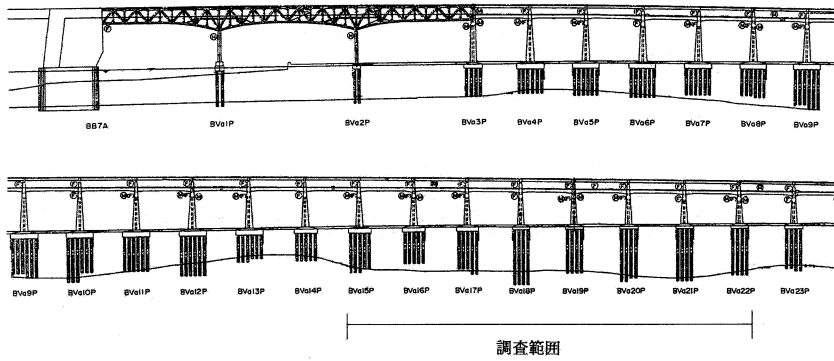 BB7A BVa1P BVa2P BVa3P BVa4P BVa5P BVa6P BVa7P BVa8P BVa9P
BVa9P BVa10P BVa11P BVa12P BVa13P BVa14P BVa15P BVa16P BVa17P BVa18P BVa19P BVa20P BVa21P BVa22P BVa23P
調査範囲